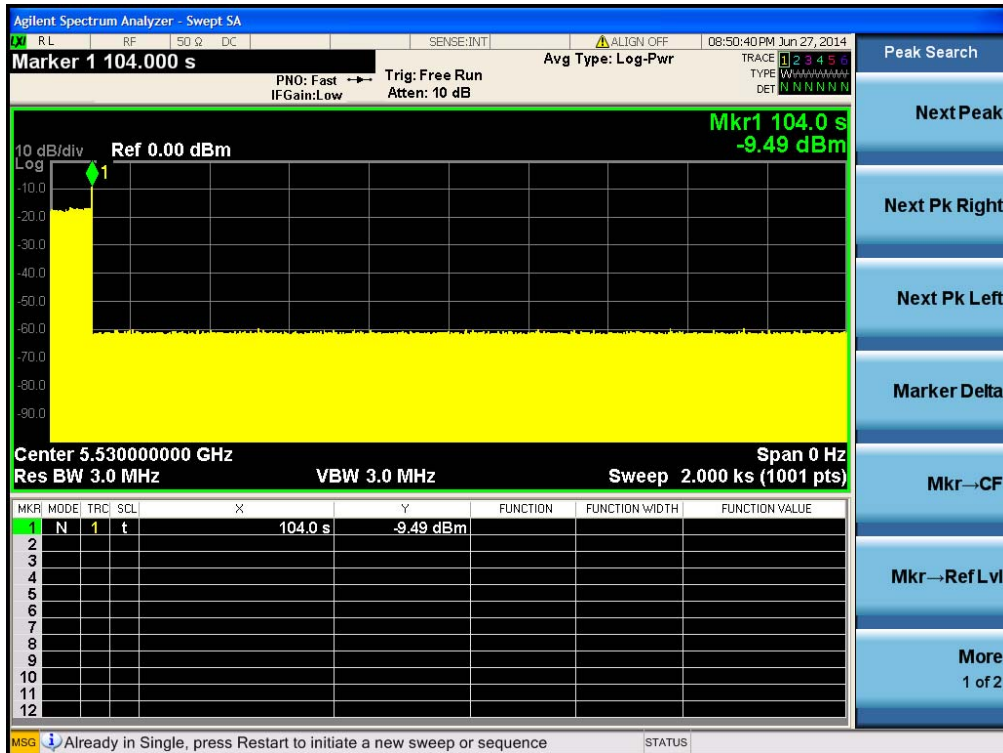 Agilent Spectrum Analyzer - Swept SA
LXI RL RF 50 Ω DC SENSE:INT ALIGN OFF 08:50:40 PM Jun 27, 2014
Marker 1 104.000 s
PNO: Fast
IFGain:Low
Trig: Free Run
Atten: 10 dB
Avg Type: Log-Pwr
TRACE 1 2 3 4 5 6
TYPE
DET N N N N N N
Mkr1 104.0 s
-9.49 dBm
10 dB/div Ref 0.00 dBm
Log
1
-10.0
-20.0
-30.0
-40.0
-50.0
-60.0
-70.0
-80.0
-90.0
Center 5.530000000 GHz Span 0 Hz
Res BW 3.0 MHz VBW 3.0 MHz Sweep 2.000 ks (1001 pts)
MKR MODE TRC SCL X Y FUNCTION FUNCTION WIDTH FUNCTION VALUE
1 N 1 t 104.0 s -9.49 dBm
2
3
4
5
6
7
8
9
10
11
12
MSG Already in Single, press Restart to initiate a new sweep or sequence STATUS
Peak Search
Next Peak
Next Pk Right
Next Pk Left
Marker Delta
Mkr→CF
Mkr→Ref Lvl
More
1 of 2